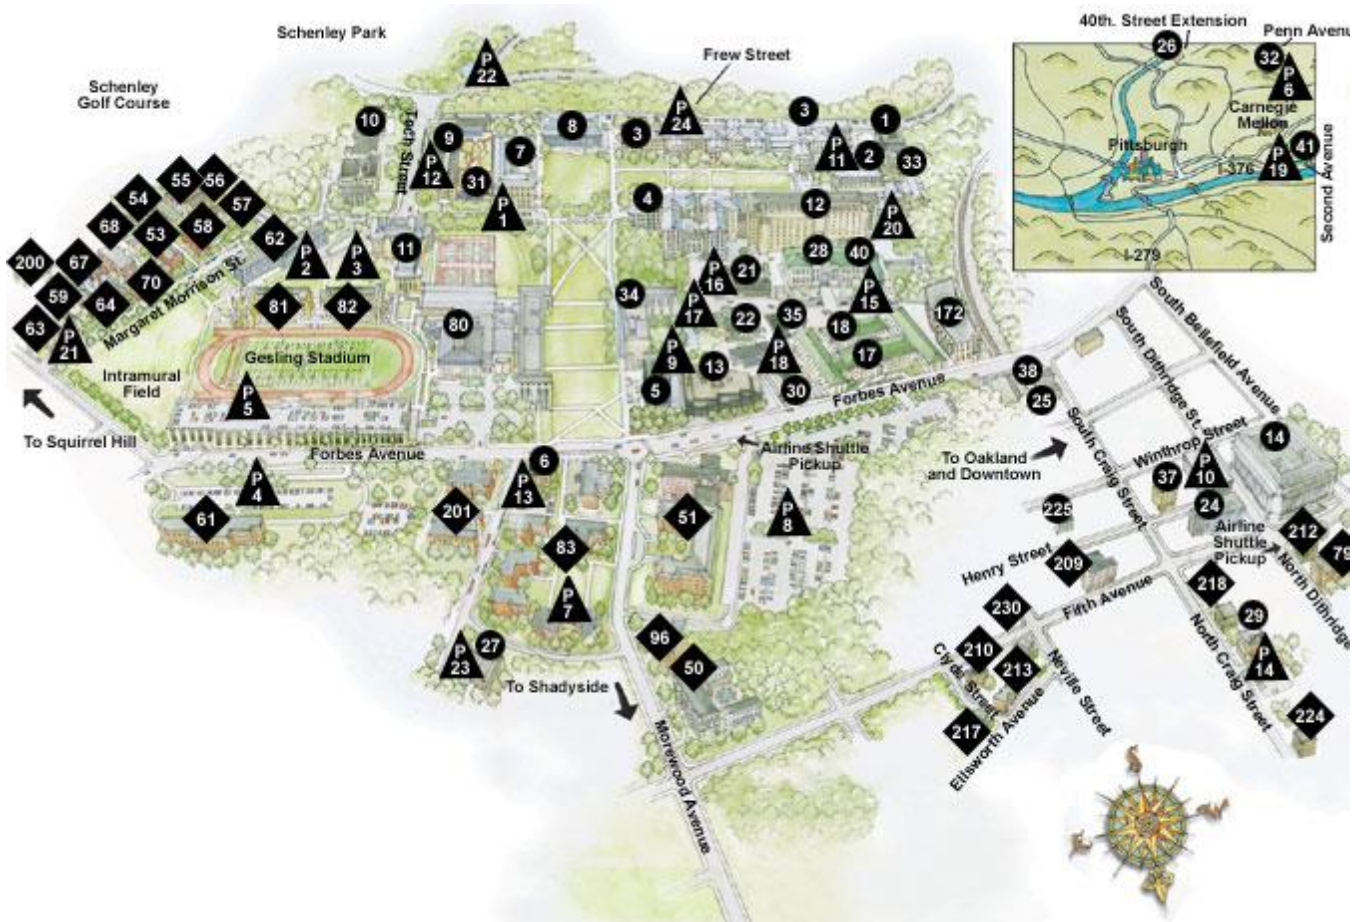 Schenley Park
Schenley
Golf Course
P
22
Frew Street
P
24
40th. Street Extension
26
Penn Avenu
32
P
6
Carnegie
Mellon
Pittsburgh
I-376
P
19
41
I-279
Second Avenue
10
Tech Street
9
P
12
31
7
P
1
8
3
3
1
P
11
2
33
4
12
P
20
55
56
54
57
68
53
58
62
P
2
P
3
11
200
67
59
64
70
63
P
21
Margaret Morrison St.
81
82
Gesling Stadium
80
Intramural
Field
P
5
28
40
21
P
16
34
P
17
22
35
P
15
18
172
P
9
13
P
18
17
5
30
To Squirrel Hill
Forbes Avenue
Forbes Avenue
Airline Shuttle
Pickup
38
25
South Bellefield Avenue
South Dithridge St.
South Craig Street
Winthrop Street
14
To Oakland
and Downtown
37
P
10
24
225
Airline
Shuttle
Pickup
212
79
North Dithridge
Henry Street
209
Fifth Avenue
218
P
4
61
6
P
13
201
51
P
8
83
P
7
230
29
P
14
North Craig Street
224
P
23
27
96
50
To Shadyside
210
213
Clyde Street
Neville Street
217
Ellsworth Avenue
Morewood Avenue